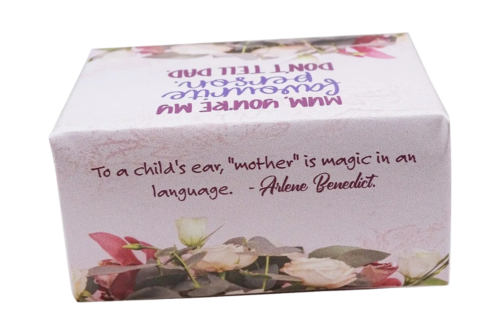 MUM, YOU'RE MY
favourite
person.
DON'T TELL DAD.
To a child's ear, "mother" is magic in an
language. - Arlene Benedict.